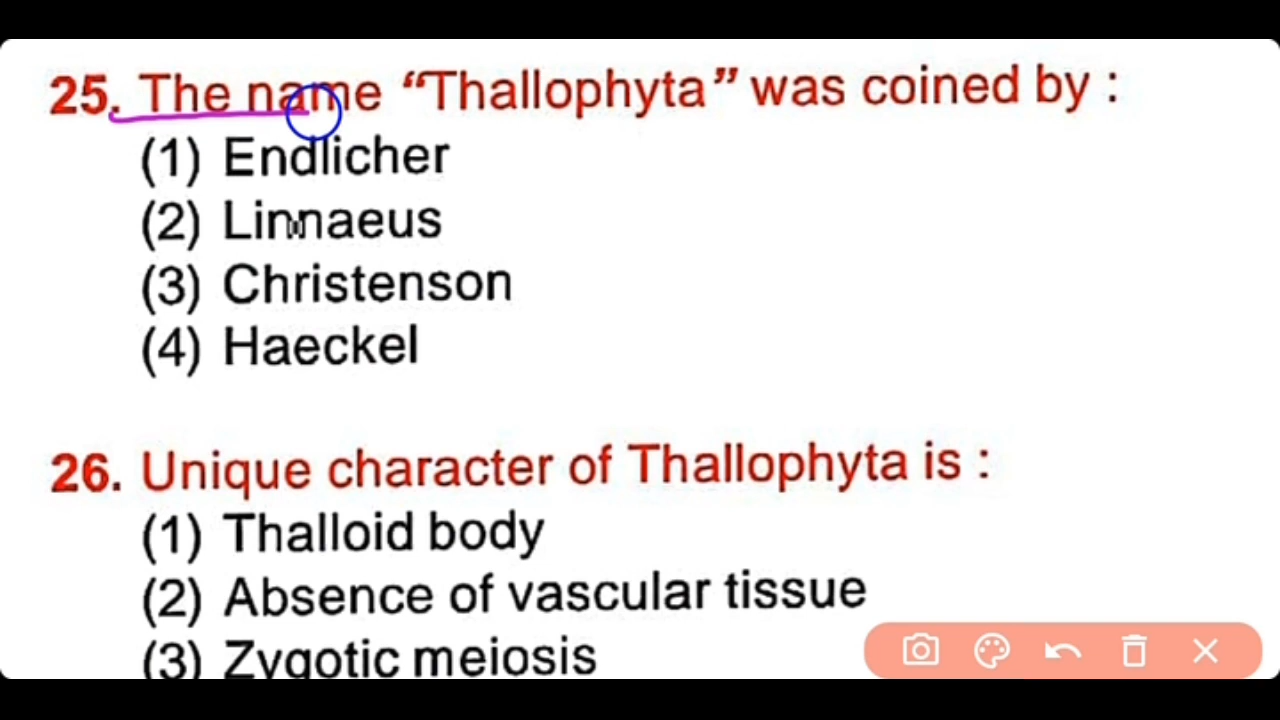 25. The name “Thallophyta” was coined by :
(1) Endlicher
(2) Linnaeus
(3) Christenson
(4) Haeckel
26. Unique character of Thallophyta is :
(1) Thalloid body
(2) Absence of vascular tissue
(3) Zygotic meiosis